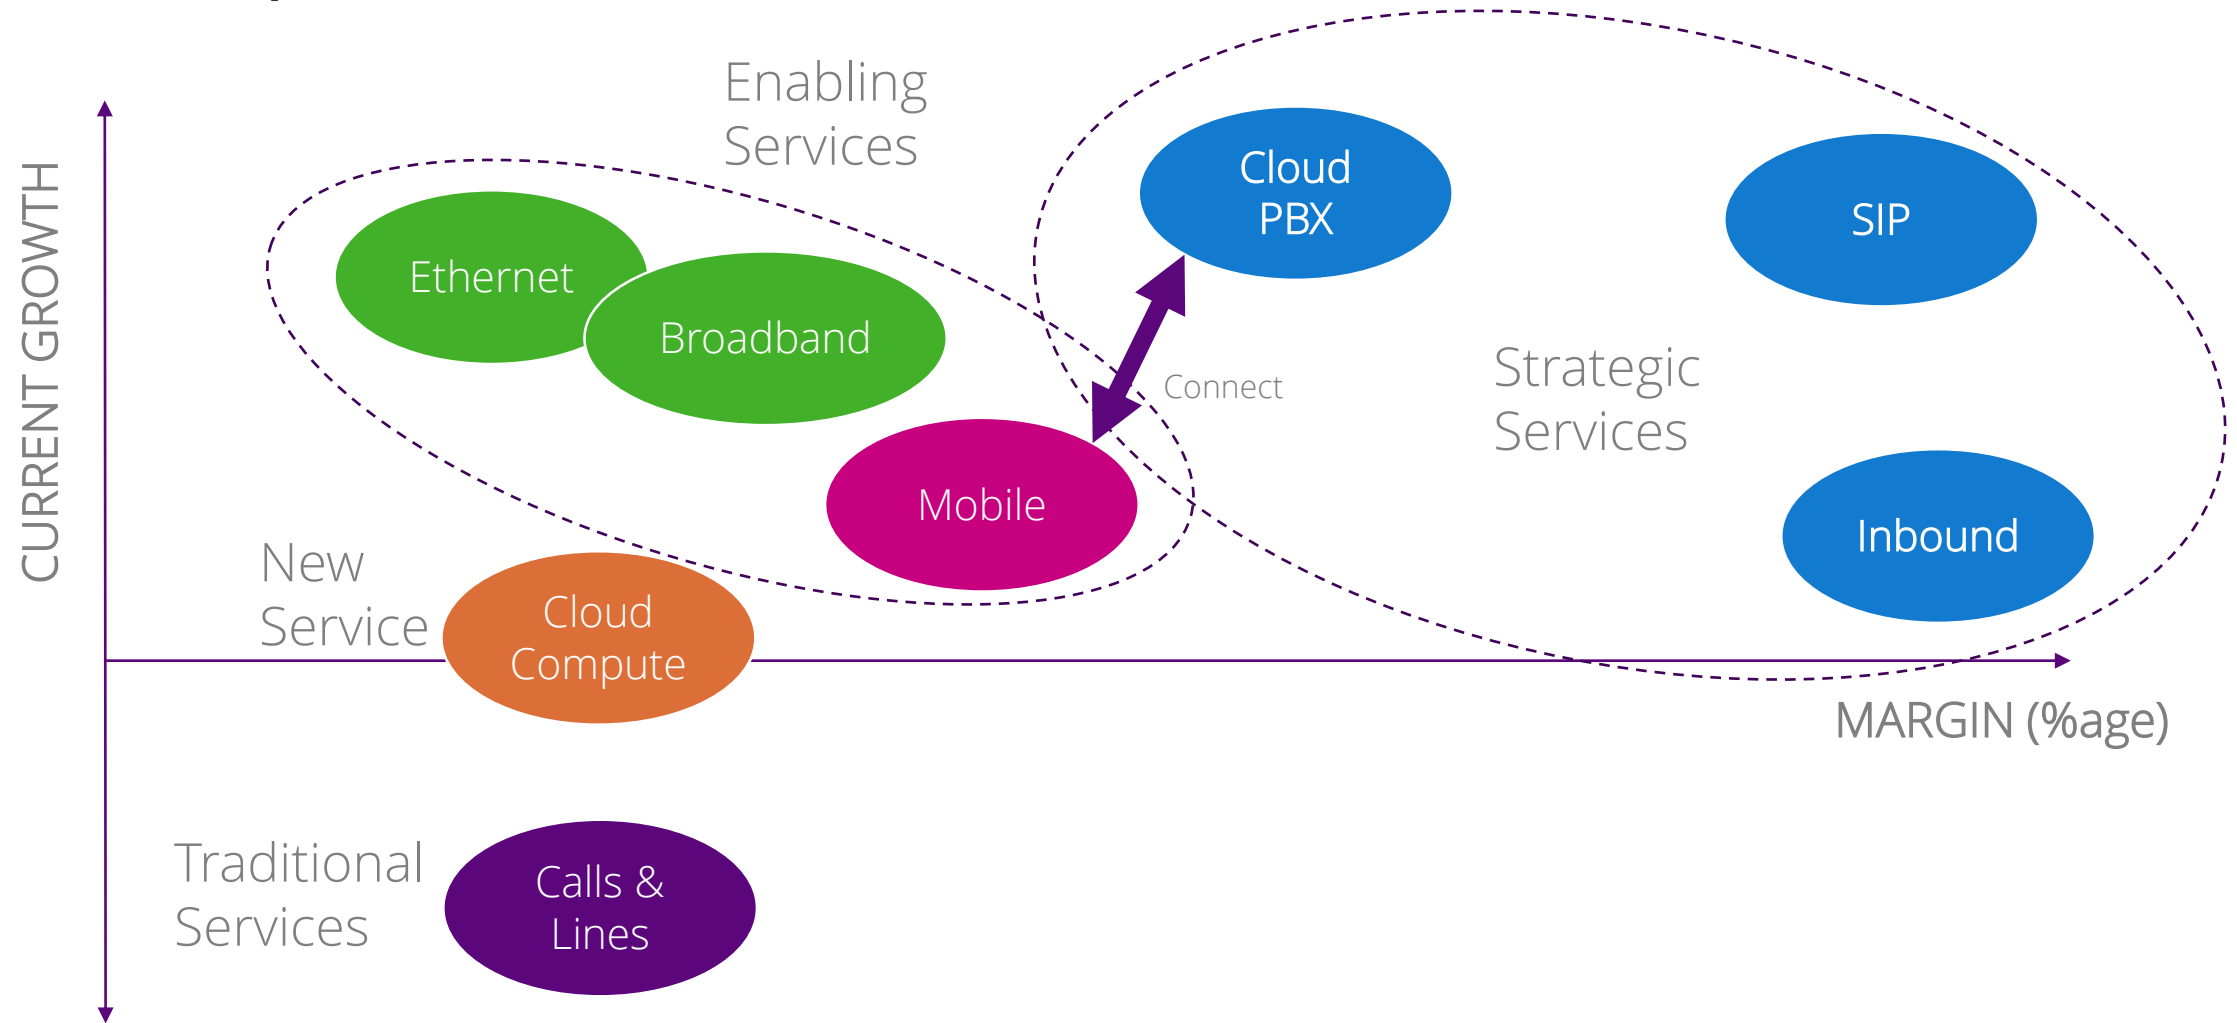 Enabling
Services
CURRENT GROWTH
Cloud
PBX
SIP
Ethernet
Broadband
Connect
Strategic
Services
Mobile
Inbound
New
Service
Cloud
Compute
MARGIN (%age)
Traditional
Services
Calls &
Lines